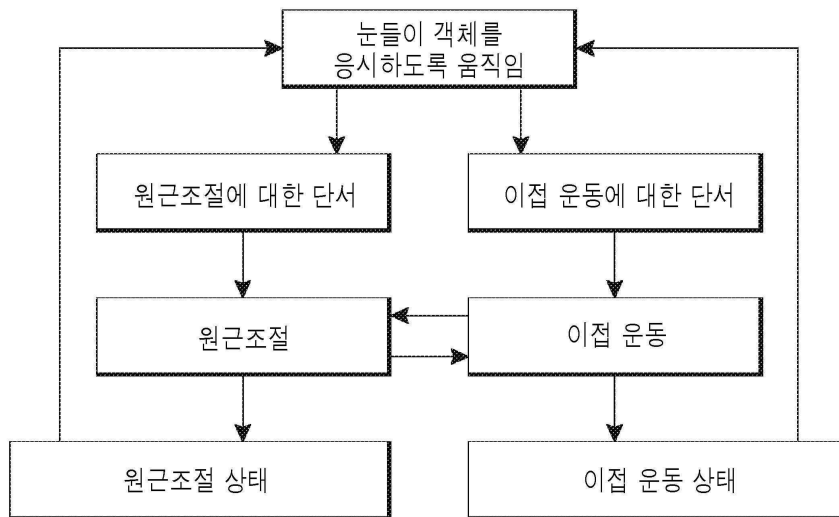 눈들이 객체를
응시하도록 움직임
원근조절에 대한 단서
이접 운동에 대한 단서
원근조절
이접 운동
원근조절 상태
이접 운동 상태